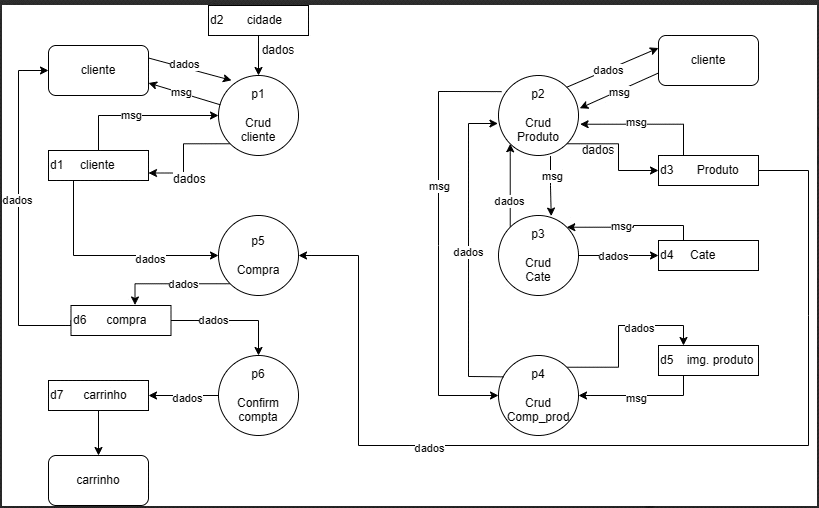 d2 cidade
dados
cliente
dados
msg
p1
Crud
cliente
msg
d1 cliente
dados
dados
dados
p5
Compra
dados
d6 compra
dados
p6
Confirm
compta
d7 carrinho
dados
carrinho
cliente
dados
msg
p2
Crud
Produto
msg
dados
d3 Produto
msg
msg
dados
p3
Crud
Cate
msg
dados
d4 Cate
dados
p4
Crud
Comp_prod
dados
d5 img. produto
msg
dados